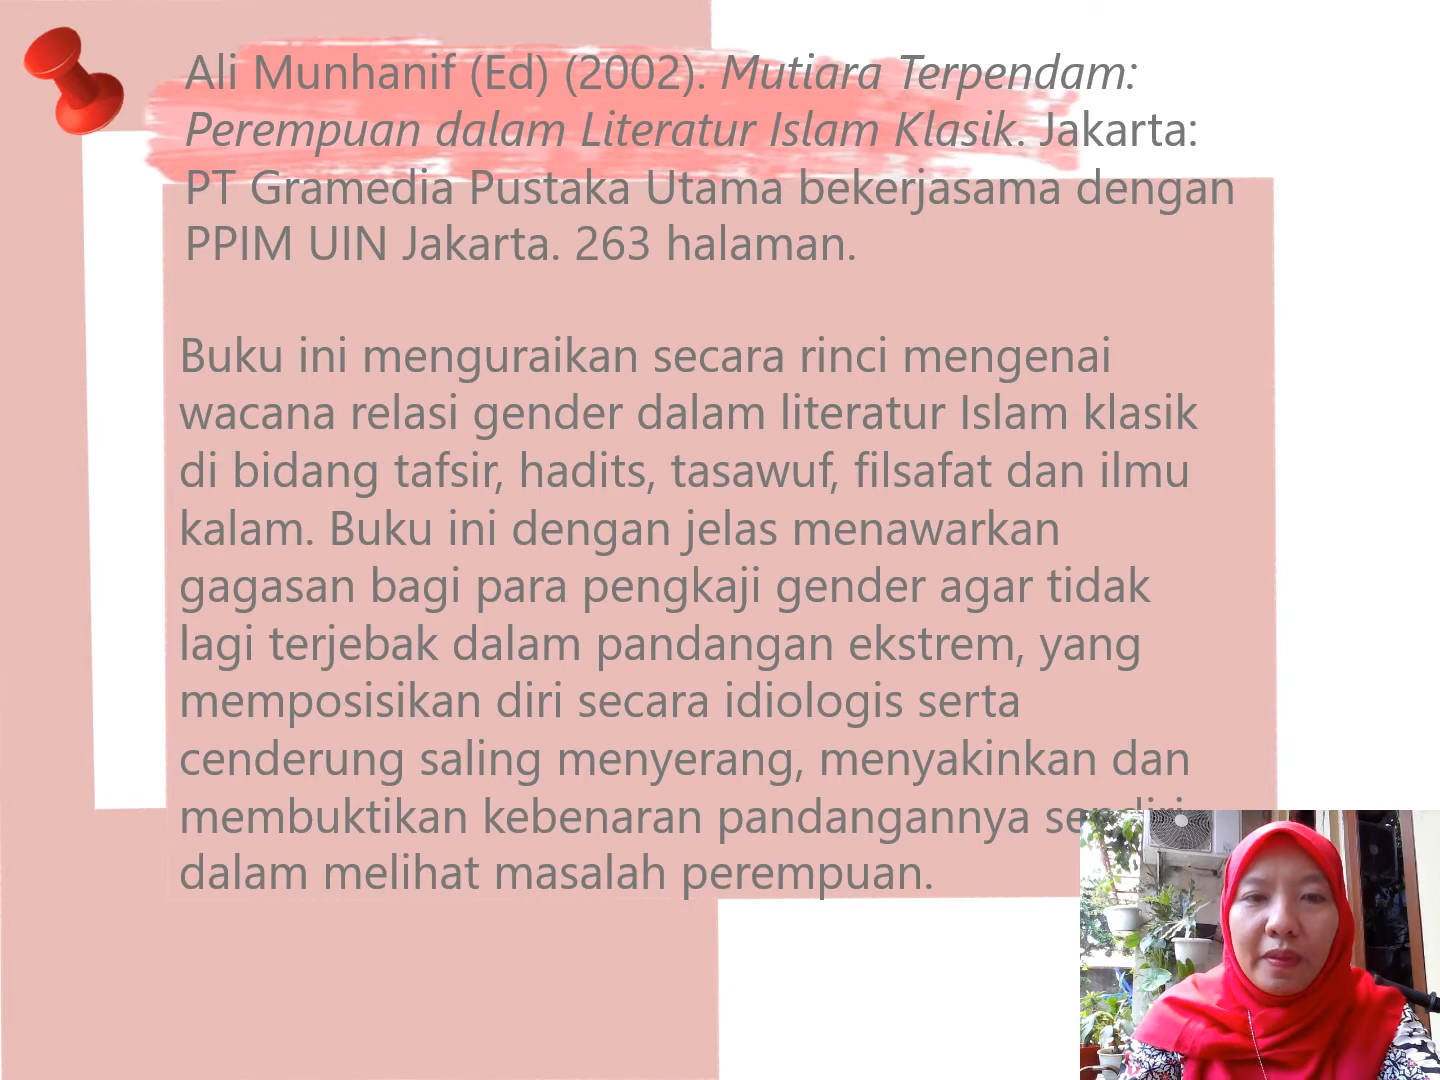 Ali Munhanif (Ed) (2002). Mutiara Terpendam:
Perempuan dalam Literatur Islam Klasik. Jakarta:
PT Gramedia Pustaka Utama bekerjasama dengan
PPIM UIN Jakarta. 263 halaman.
Buku ini menguraikan secara rinci mengenai
wacana relasi gender dalam literatur Islam klasik
di bidang tafsir, hadits, tasawuf, filsafat dan ilmu
kalam. Buku ini dengan jelas menawarkan
gagasan bagi para pengkaji gender agar tidak
lagi terjebak dalam pandangan ekstrem, yang
memposisikan diri secara idiologis serta
cenderung saling menyerang, menyakinkan dan
membuktikan kebenaran pandangannya sendiri
dalam melihat masalah perempuan.